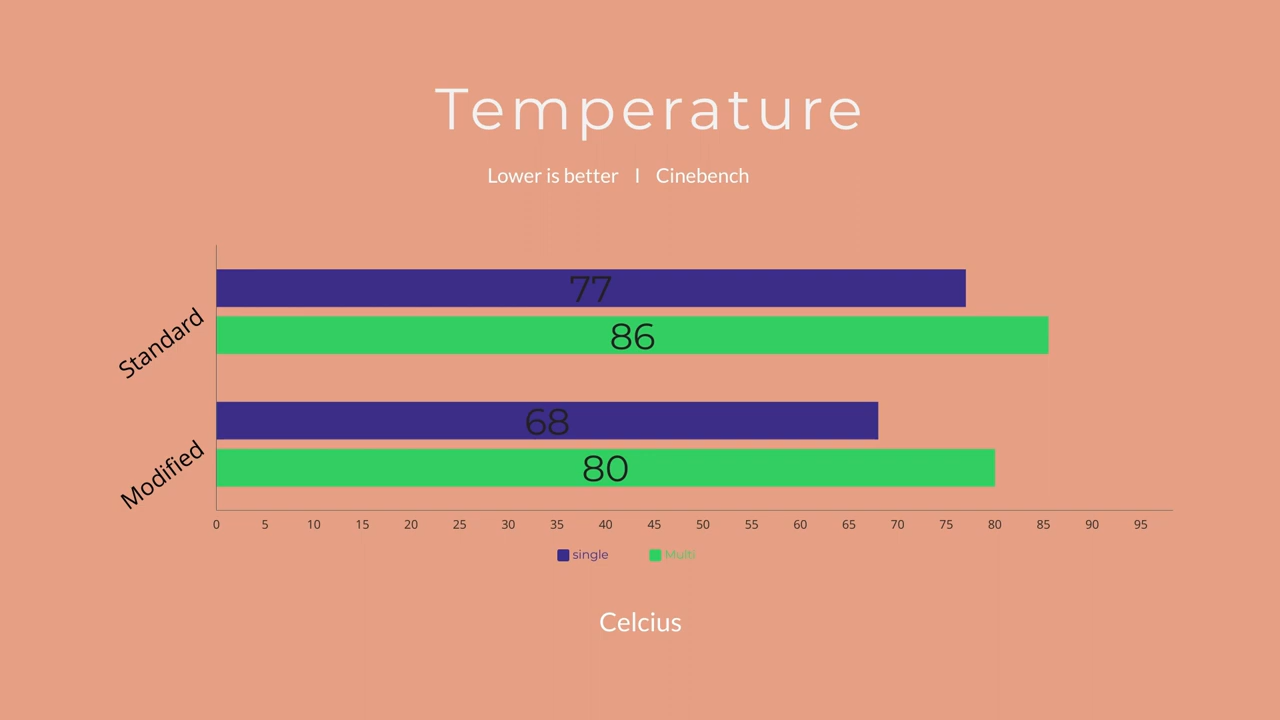 Temperature
Lower is better I Cinebench
77
Standard
86
68
Modified
80
0 5 10 15 20 25 30 35 40 45 50 55 60 65 70 75 80 85 90 95
single Multi
Celcius